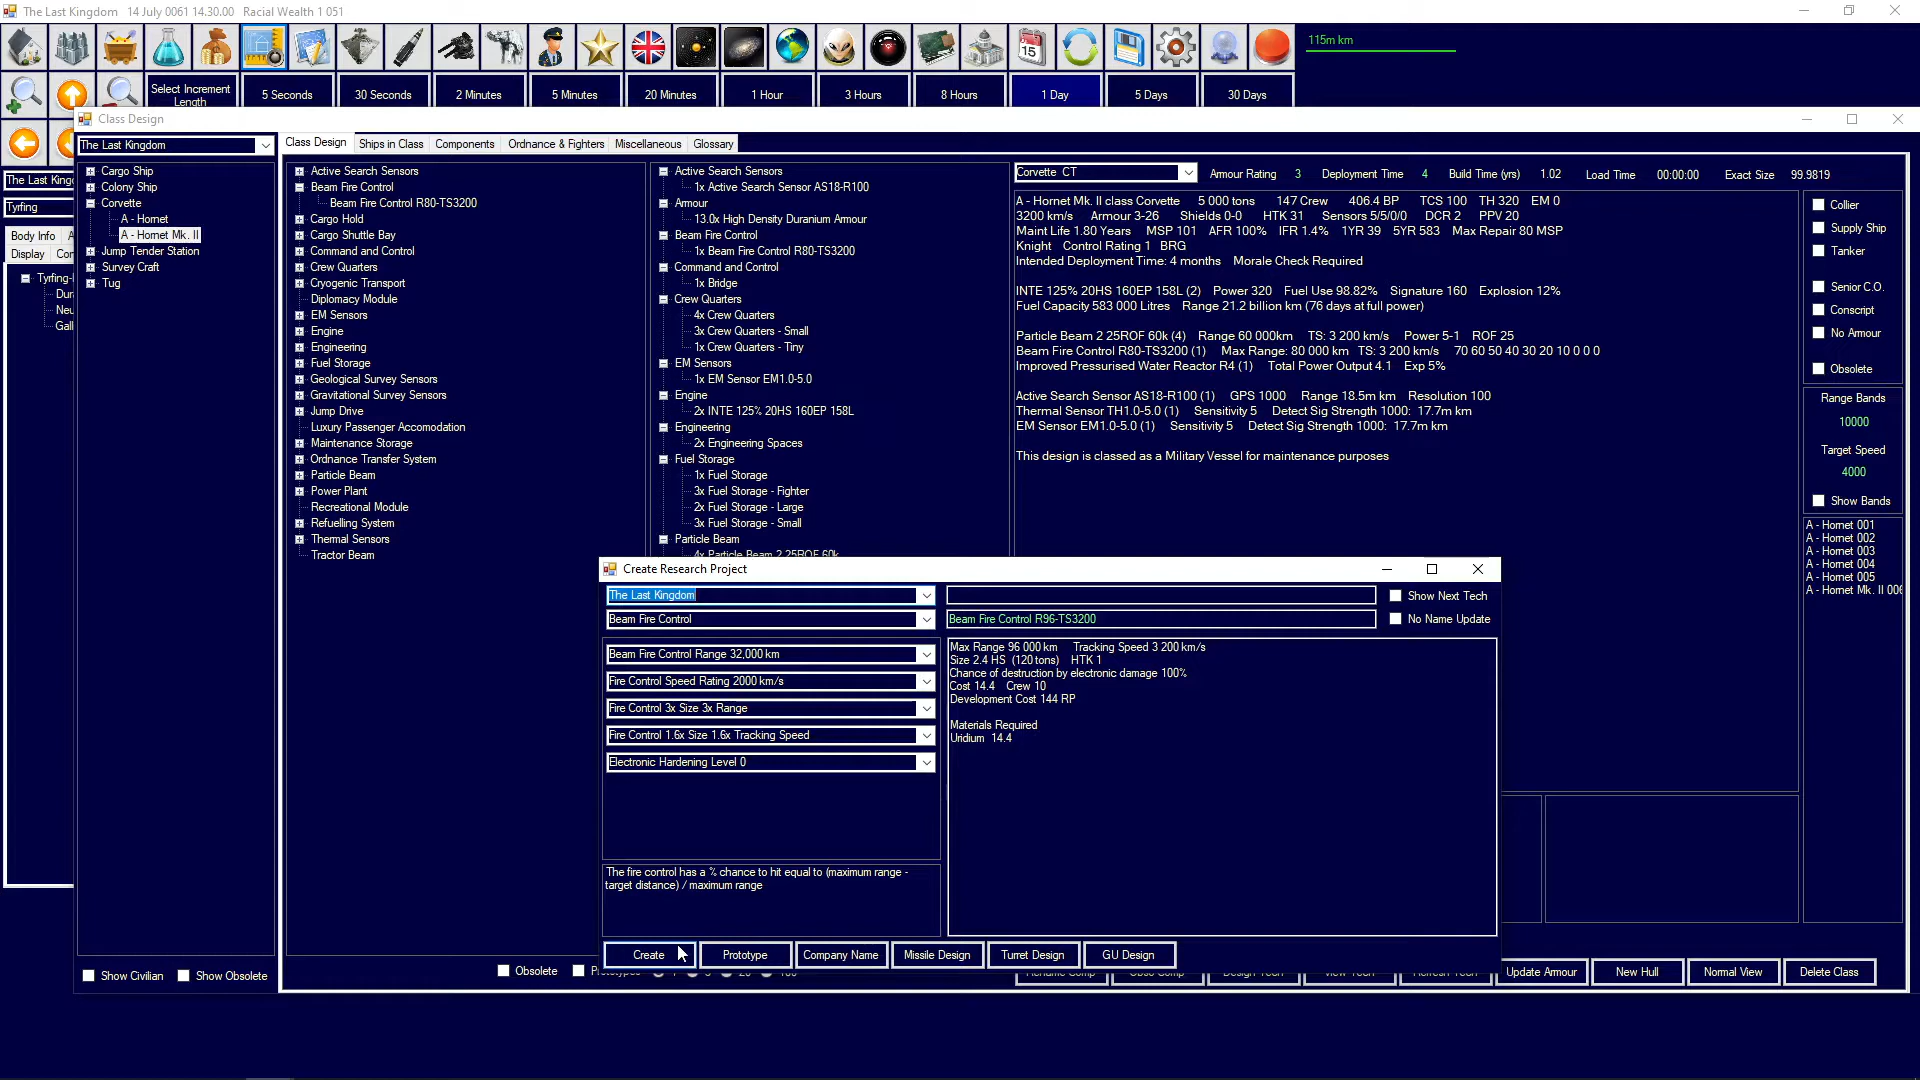 The Last Kingdom   14 July 0061 14.30.00   Racial Wealth 1 051
115m km
Select Increment Length
5 Seconds
30 Seconds
2 Minutes
5 Minutes
20 Minutes
1 Hour
3 Hours
8 Hours
1 Day
5 Days
30 Days
Class Design
The Last Kingdom
Class Design
Ships in Class
Components
Ordnance & Fighters
Miscellaneous
Glossary
The Last King
Tyrfing
Body Info
Display
Tyrfing-
Cargo Ship
Colony Ship
Corvette
A - Hornet
A - Hornet Mk. II
Jump Tender Station
Survey Craft
Tug
Show Civilian
Show Obsolete
Active Search Sensors
Beam Fire Control
Beam Fire Control R80-TS3200
Cargo Hold
Cargo Shuttle Bay
Command and Control
Crew Quarters
Cryogenic Transport
Diplomacy Module
EM Sensors
Engine
Engineering
Fuel Storage
Geological Survey Sensors
Gravitational Survey Sensors
Jump Drive
Luxury Passenger Accomodation
Maintenance Storage
Ordnance Transfer System
Particle Beam
Power Plant
Recreational Module
Refuelling System
Thermal Sensors
Tractor Beam
Obsolete
Active Search Sensors
1x Active Search Sensor AS18-R100
Armour
13.0x High Density Duranium Armour
Beam Fire Control
1x Beam Fire Control R80-TS3200
Command and Control
1x Bridge
Crew Quarters
4x Crew Quarters
3x Crew Quarters - Small
1x Crew Quarters - Tiny
EM Sensors
1x EM Sensor EM1.0-5.0
Engine
2x INTE 125% 20HS 160EP 158L
Engineering
2x Engineering Spaces
Fuel Storage
1x Fuel Storage
3x Fuel Storage - Fighter
2x Fuel Storage - Large
3x Fuel Storage - Small
Particle Beam
4x Particle Beam 2 25ROF 60k
Corvette  CT
Armour Rating   3   Deployment Time   4   Build Time (yrs)   1.02   Load Time   00:00:00   Exact Size   99.9819
A - Hornet Mk. II class Corvette   5 000 tons   147 Crew   406.4 BP   TCS 100   TH 320   EM 0
3200 km/s   Armour 3-26   Shields 0-0   HTK 31   Sensors 5/5/0/0   DCR 2   PPV 20
Maint Life 1.80 Years   MSP 101   AFR 100%   IFR 1.4%   1YR 39   5YR 583   Max Repair 80 MSP
Knight   Control Rating 1   BRG
Intended Deployment Time: 4 months   Morale Check Required
INTE 125% 20HS 160EP 158L (2)   Power 320   Fuel Use 98.82%   Signature 160   Explosion 12%
Fuel Capacity 583 000 Litres   Range 21.2 billion km (76 days at full power)
Particle Beam 2 25ROF 60k (4)   Range 60 000km   TS: 3 200 km/s   Power 5-1   ROF 25
Beam Fire Control R80-TS3200 (1)   Max Range: 80 000 km   TS: 3 200 km/s   70 60 50 40 30 20 10 0 0 0
Improved Pressurised Water Reactor R4 (1)   Total Power Output 4.1   Exp 5%
Active Search Sensor AS18-R100 (1)   GPS 1000   Range 18.5m km   Resolution 100
Thermal Sensor TH1.0-5.0 (1)   Sensitivity 5   Detect Sig Strength 1000:  17.7m km
EM Sensor EM1.0-5.0 (1)   Sensitivity 5   Detect Sig Strength 1000:  17.7m km
This design is classed as a Military Vessel for maintenance purposes
Collier
Supply Ship
Tanker
Senior C.O.
Conscript
No Armour
Obsolete
Range Bands
10000
Target Speed
4000
Show Bands
A - Hornet 001
A - Hornet 002
A - Hornet 003
A - Hornet 004
A - Hornet 005
A - Hornet Mk. II 006
Create Research Project
The Last Kingdom
Show Next Tech
Beam Fire Control
Beam Fire Control R96-TS3200
No Name Update
Beam Fire Control Range 32,000 km
Fire Control Speed Rating 2000 km/s
Fire Control 3x Size 3x Range
Fire Control 1.6x Size 1.6x Tracking Speed
Electronic Hardening Level 0
Max Range 96 000 km   Tracking Speed 3 200 km/s
Size 2.4 HS  (120 tons)   HTK 1
Chance of destruction by electronic damage 100%
Cost 14.4   Crew 10
Development Cost 144 RP
Materials Required
Uridium  14.4
The fire control has a % chance to hit equal to (maximum range -
target distance) / maximum range
Create
Prototype
Company Name
Missile Design
Turret Design
GU Design
Update Armour
New Hull
Normal View
Delete Class